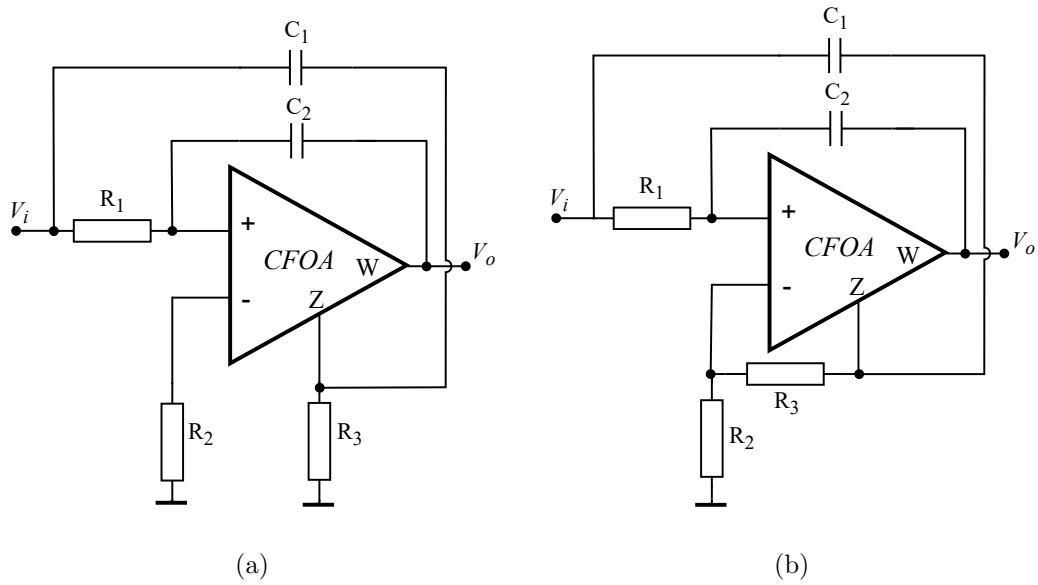 C1
C2
R1
Vi
+
CFOA
W
Vo
-
Z
R2
R3
(a)
C1
C2
R1
Vi
+
CFOA
W
Vo
-
Z
R3
R2
(b)